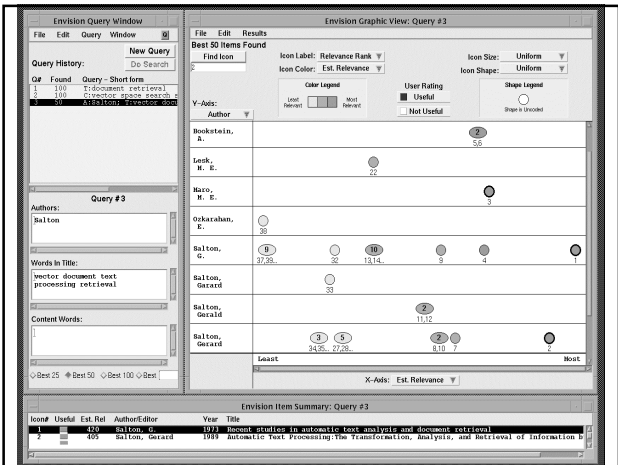 Envision Query Window
File Edit Query Window Q
New Query
Query History: Do Search
Q# Found Query – Short form
1 100 T:document retrieval
2 100 C:vector space search s
3 50 A:Salton; T:vector docu
Query #3
Authors:
Salton
Words In Title:
vector document text
processing retrieval
Content Words:
Best 25 Best 50 Best 100 Best
Envision Graphic View: Query #3
File Edit Results
Best 50 Items Found
Find Icon Icon Label: Relevance Rank Icon Size: Uniform
2 Icon Color: Est. Relevance Icon Shape: Uniform
Color Legend User Rating Shape Legend
Least Relevant Most Relevant Useful
Not Useful Shape is Uncoded
Y-Axis:
Author
Bookstein, A. 2
5,6
Lesk, M. E.
22
Maro, M. E.
3
Ozkarahan, E.
38
Salton, G. 9 10
37,39... 32 13,14... 9 4 1
Salton, Garard
33
Salton, Gerald 2
11,12
Salton, Gerard 3 5 2
34,35... 27,28... 8,10 7 2
Least Most
X-Axis: Est. Relevance
Envision Item Summary: Query #3
Icon# Useful Est. Rel Author/Editor Year Title
1 420 Salton, G. 1973 Recent studies in automatic text analysis and document retrieval
2 405 Salton, Gerard 1989 Automatic Text Processing:The Transformation, Analysis, and Retrieval of Information b